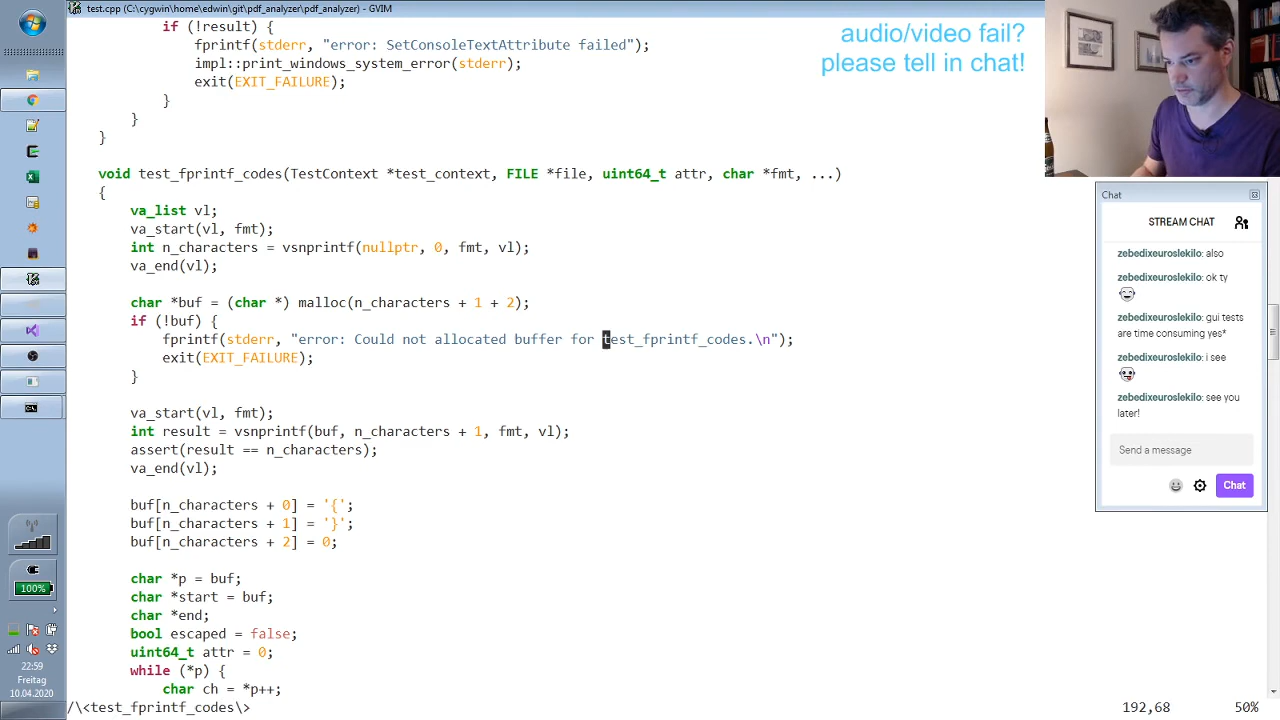 test.cpp (C:\cygwin\home\edwin\git\pdf_analyzer\pdf_analyzer) - GVIM
if (!result) {
fprintf(stderr, "error: SetConsoleTextAttribute failed");
impl::print_windows_system_error(stderr);
exit(EXIT_FAILURE);
}
}
}
void test_fprintf_codes(TestContext *test_context, FILE *file, uint64_t attr, char *fmt, ...)
{
va_list vl;
va_start(vl, fmt);
int n_characters = vsnprintf(nullptr, 0, fmt, vl);
va_end(vl);
char *buf = (char *) malloc(n_characters + 1 + 2);
if (!buf) {
fprintf(stderr, "error: Could not allocated buffer for test_fprintf_codes.\n");
exit(EXIT_FAILURE);
}
va_start(vl, fmt);
int result = vsnprintf(buf, n_characters + 1, fmt, vl);
assert(result == n_characters);
va_end(vl);
buf[n_characters + 0] = '{';
buf[n_characters + 1] = '}';
buf[n_characters + 2] = 0;
char *p = buf;
char *start = buf;
char *end;
bool escaped = false;
uint64_t attr = 0;
while (*p) {
char ch = *p++;
/\<test_fprintf_codes\>
192,68
50%
audio/video fail?
please tell in chat!
Chat
STREAM CHAT
zebedixeuroslekilo: also
zebedixeuroslekilo: ok ty
zebedixeuroslekilo: gui tests
are time consuming yes*
zebedixeuroslekilo: i see
zebedixeuroslekilo: see you
later!
Send a message
Chat
100%
22:59
Freitag
10.04.2020